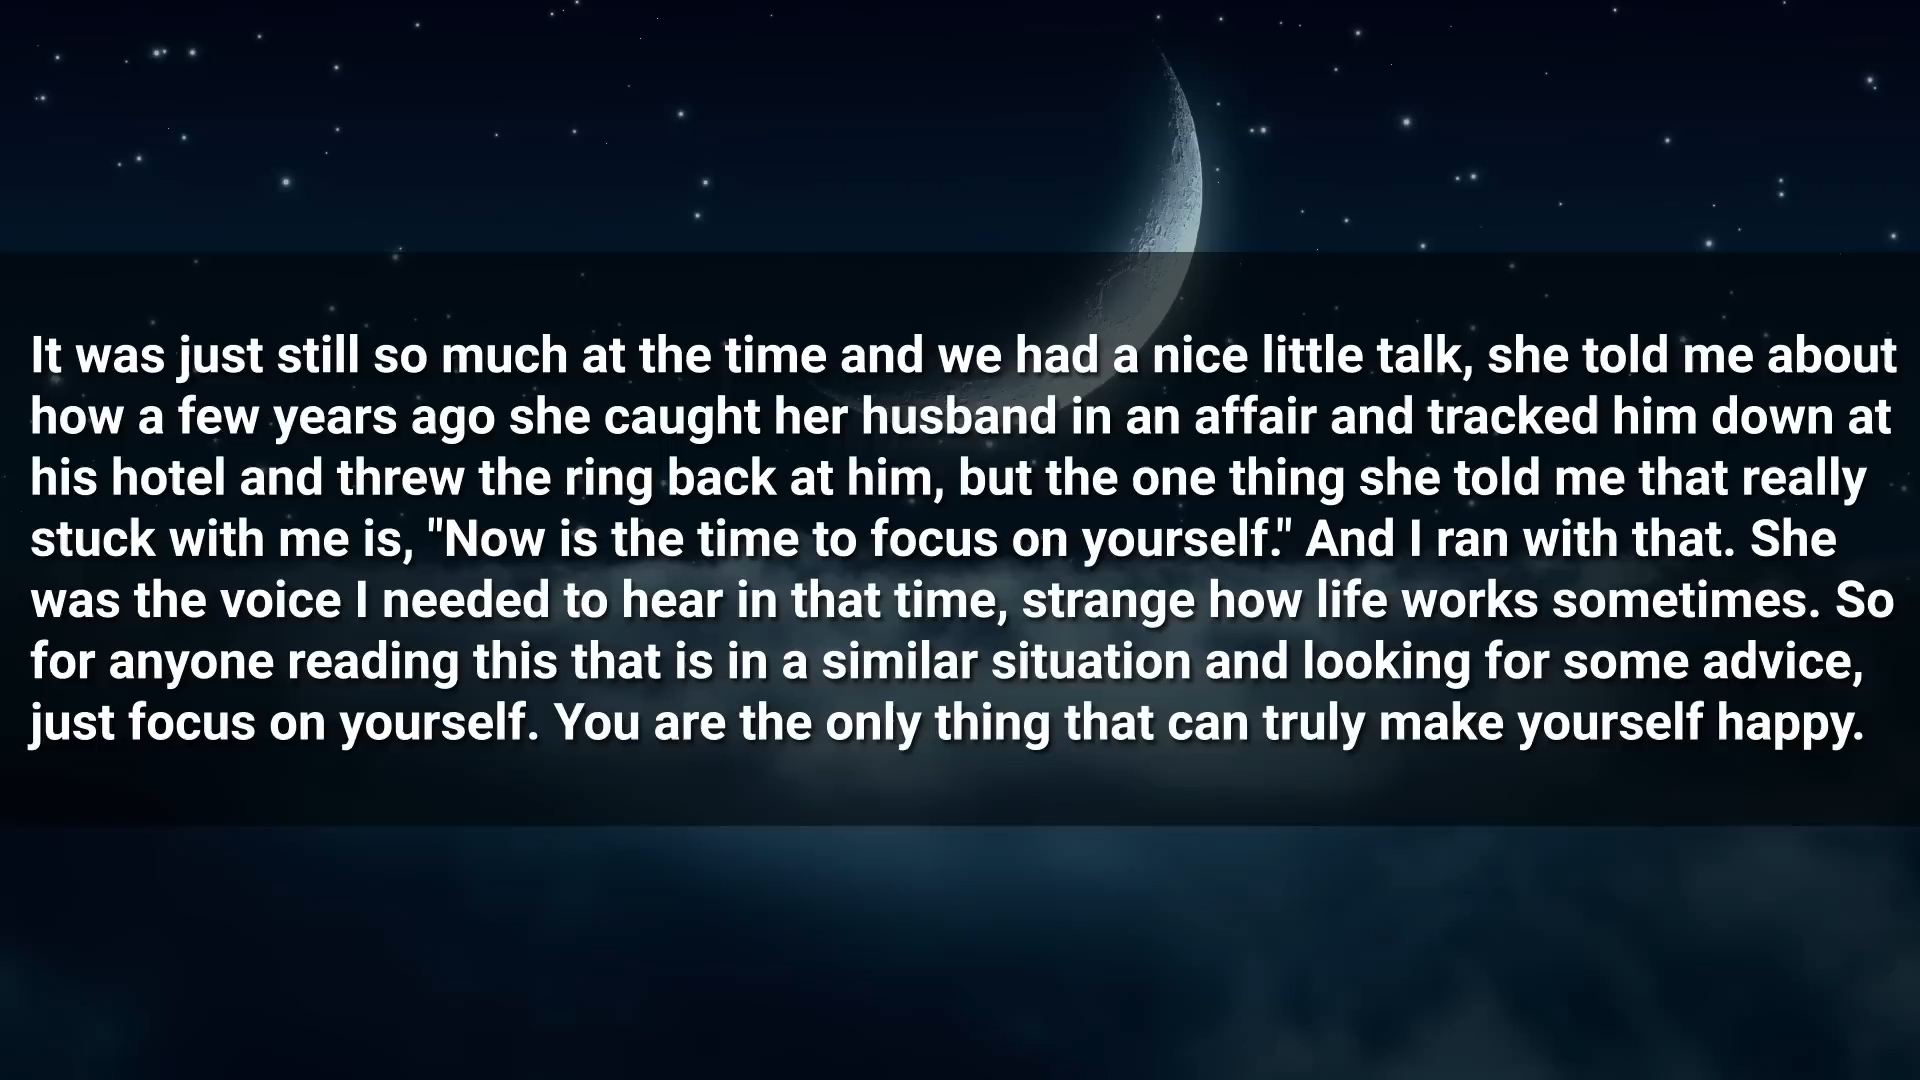 It was just still so much at the time and we had a nice little talk, she told me about
how a few years ago she caught her husband in an affair and tracked him down at
his hotel and threw the ring back at him, but the one thing she told me that really
stuck with me is, "Now is the time to focus on yourself." And I ran with that. She
was the voice I needed to hear in that time, strange how life works sometimes. So
for anyone reading this that is in a similar situation and looking for some advice,
just focus on yourself. You are the only thing that can truly make yourself happy.